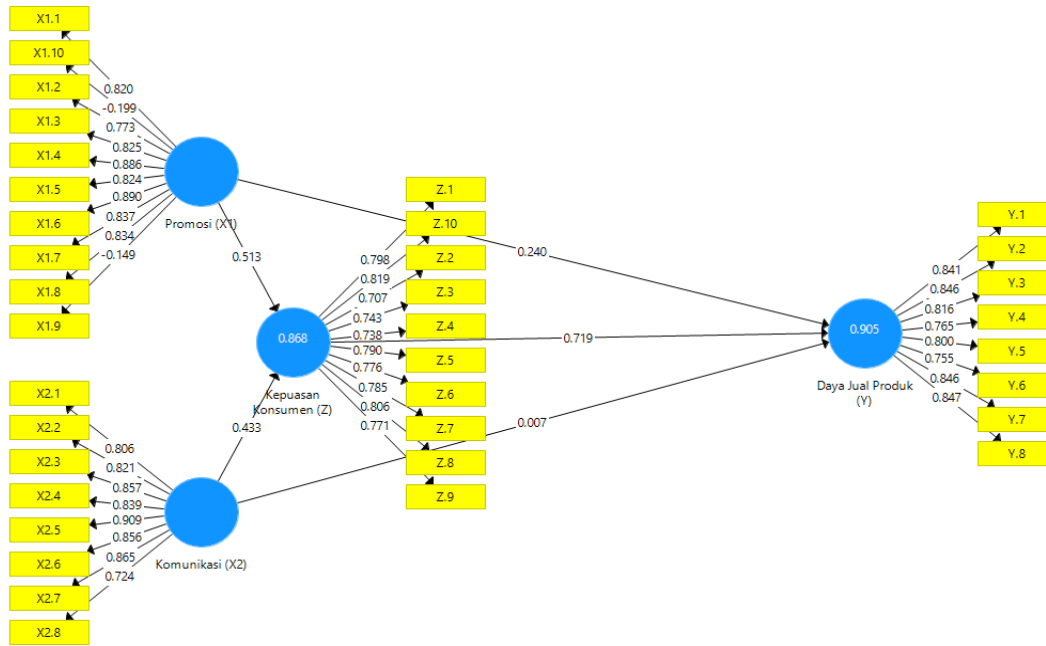 X1.1
X1.10
X1.2
X1.3
X1.4
X1.5
X1.6
X1.7
X1.8
X1.9
0.820
-0.199
0.773
0.825
0.886
0.824
0.890
0.837
0.834
-0.149
Promosi (X1)
0.513
X2.1
X2.2
X2.3
X2.4
X2.5
X2.6
X2.7
X2.8
0.806
0.821
0.857
0.839
0.909
0.856
0.865
0.724
Komunikasi (X2)
0.433
0.868
Kepuasan
Konsumen (Z)
0.798
0.819
0.707
0.743
0.738
0.790
0.776
0.785
0.806
0.771
Z.1
Z.10
Z.2
Z.3
Z.4
Z.5
Z.6
Z.7
Z.8
Z.9
0.240
0.719
0.007
0.905
Daya Jual Produk
(Y)
0.841
0.846
0.816
0.765
0.800
0.755
0.846
0.847
Y.1
Y.2
Y.3
Y.4
Y.5
Y.6
Y.7
Y.8